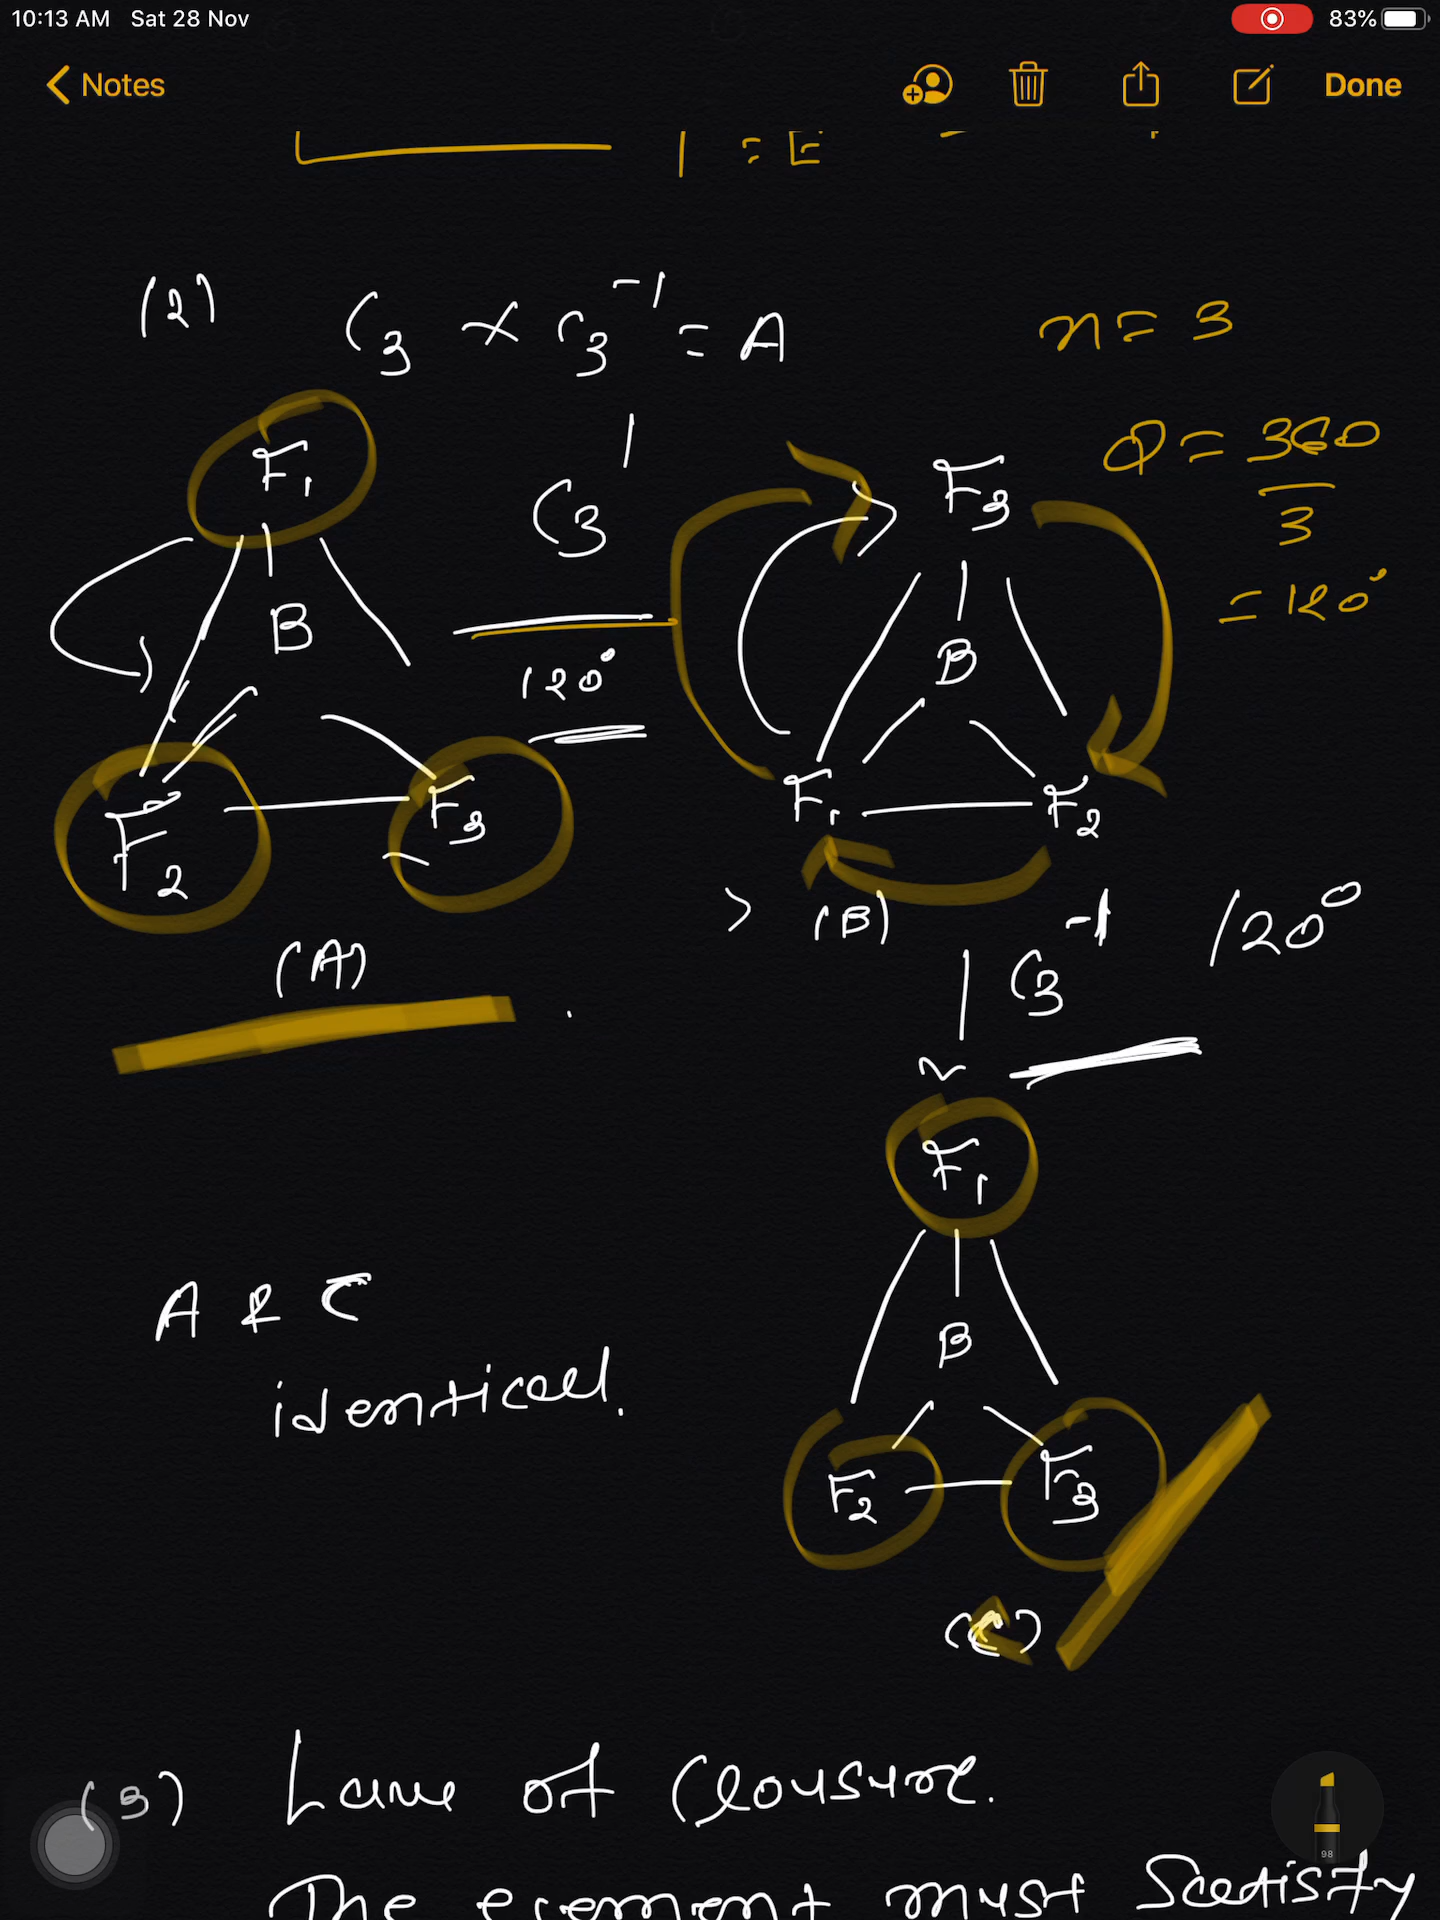 10:13 AM Sat 28 Nov 83%
Notes Done
= E
(2) C3 × C3^-1 = A n = 3
θ = 360/3
= 120°
F1
B
F2 F3
(A)
C3^1
120°
F3
B
F1 F2
(B)
C3^-1 120°
F1
B
F2 F3
(C)
A & C
identical.
(3) Law of Clousure.
The element must Satisfy
98